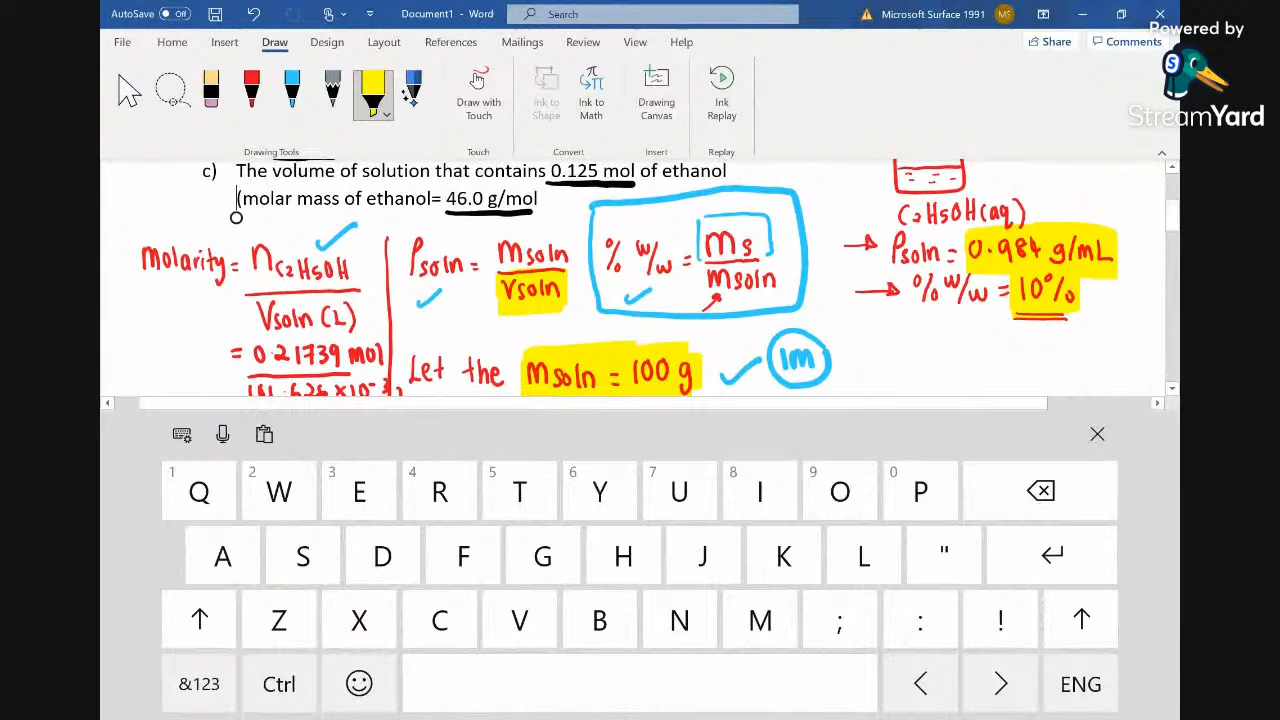 AutoSave Off Document1 - Word Search Microsoft Surface 1991 MS
Powered by
StreamYard
File Home Insert Draw Design Layout References Mailings Review View Help Share Comments
Draw with Touch
Ink to Shape
Ink to Math
Drawing Canvas
Ink Replay
Drawing Tools Touch Convert Insert Replay
c) The volume of solution that contains 0.125 mol of ethanol
(molar mass of ethanol= 46.0 g/mol
C2H5OH(aq)
ρsoln = 0.984 g/mL
% w/w = 10%
Molarity = nC2H5OH
Vsoln (L)
= 0.21739 mol
ρsoln = msoln
Vsoln
% w/w = ms
msoln
Let the msoln = 100 g
1m
1 Q 2 W 3 E 4 R 5 T 6 Y 7 U 8 I 9 O 0 P
A S D F G H J K L "
Z X C V B N M ; : !
&123 Ctrl < > ENG